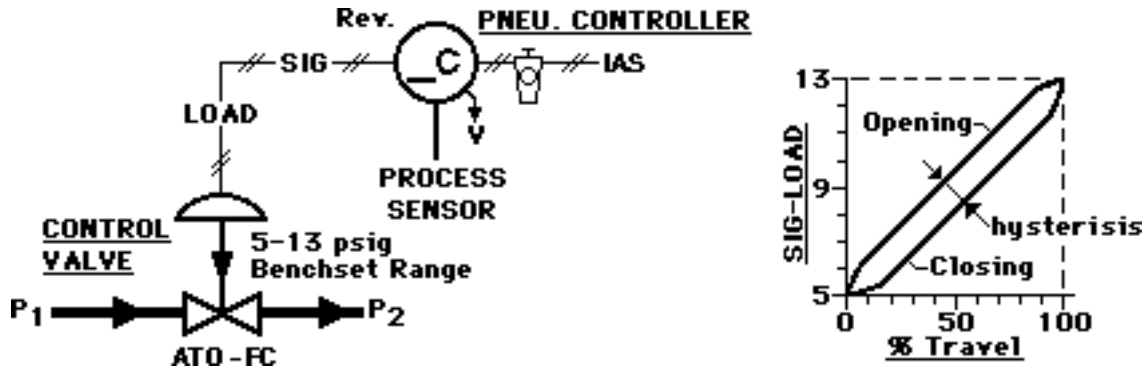 Rev.
PNEU. CONTROLLER
_C
SIG
IAS
LOAD
V
PROCESS
SENSOR
CONTROL
VALVE
5-13 psig
Benchset Range
P1
P2
ATO-FC
13
Opening
SIG-LOAD
9
hysterisis
Closing
5
0
50
100
% Travel